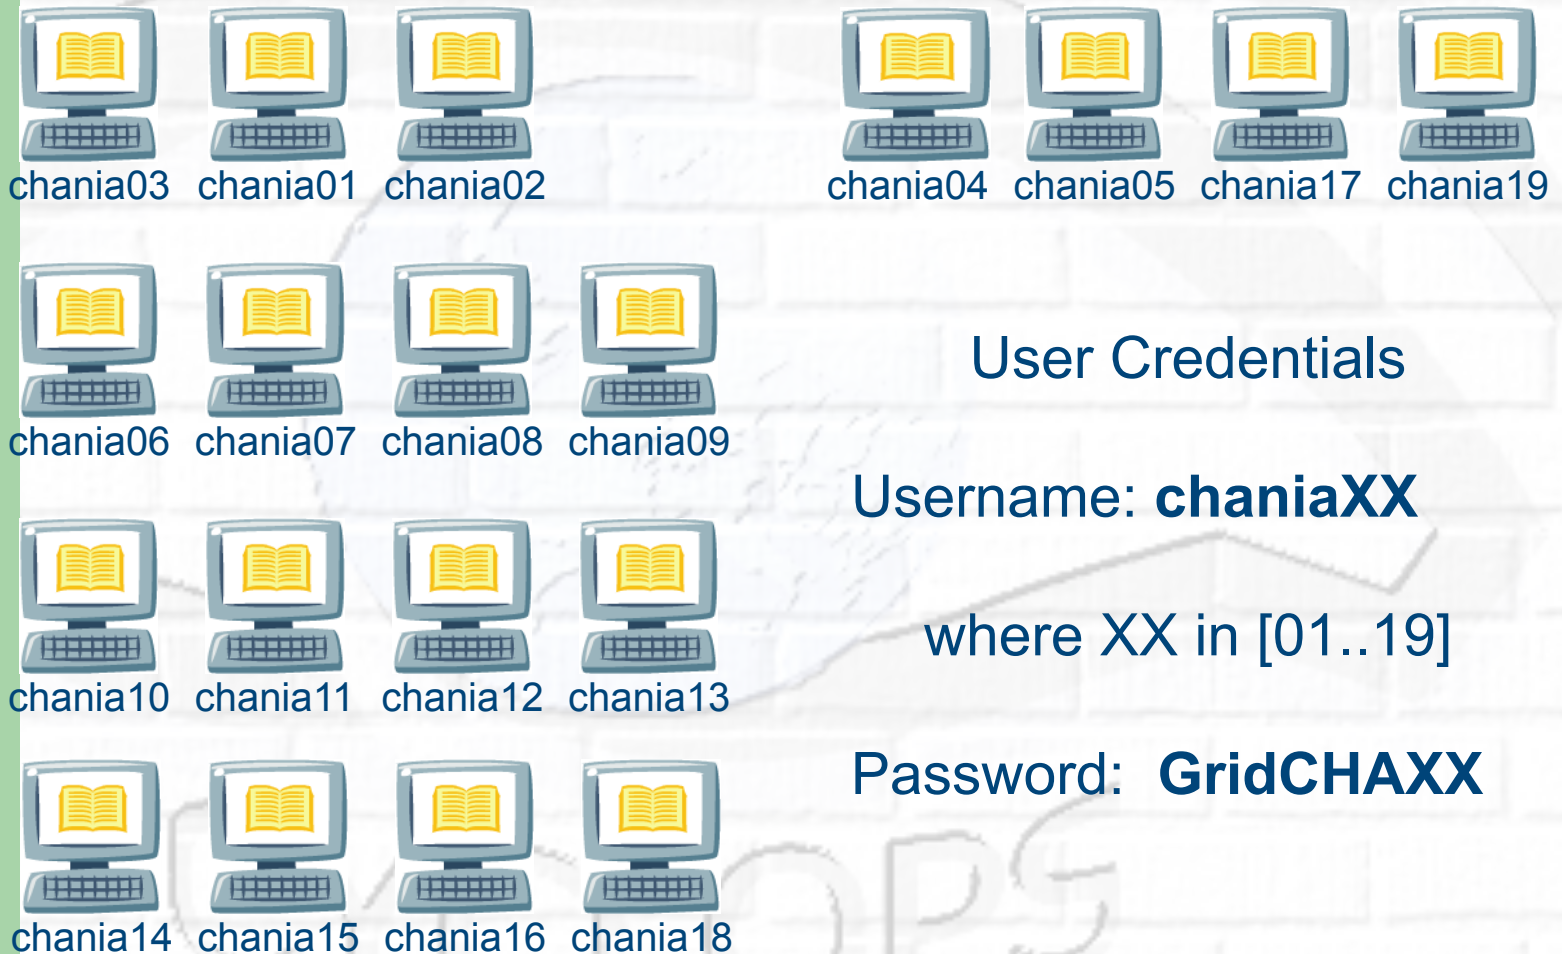 chania03 chania01 chania02 chania04 chania05 chania17 chania19
chania06 chania07 chania08 chania09
User Credentials
Username: chaniaXX
where XX in [01..19]
Password: GridCHAXX
chania10 chania11 chania12 chania13
chania14 chania15 chania16 chania18